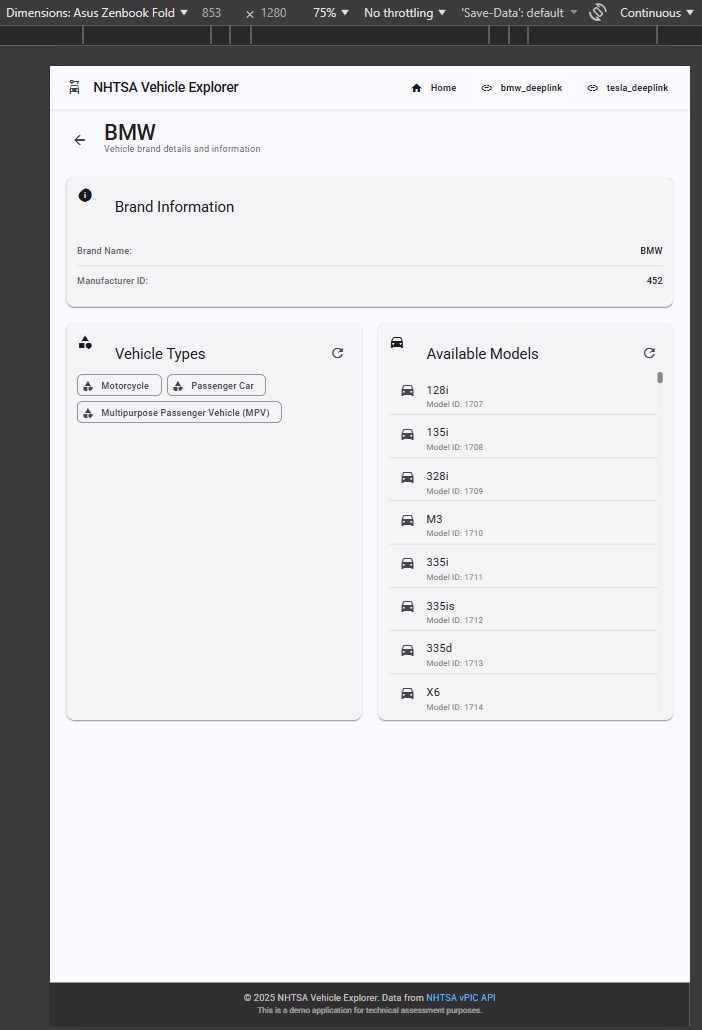 Dimensions: Asus Zenbook Fold 853 × 1280 75% No throttling 'Save-Data': default Continuous
NHTSA Vehicle Explorer Home bmw_deeplink tesla_deeplink
BMW
Vehicle brand details and information
Brand Information
Brand Name: BMW
Manufacturer ID: 452
Vehicle Types
Motorcycle Passenger Car
Multipurpose Passenger Vehicle (MPV)
Available Models
128i
Model ID: 1707
135i
Model ID: 1708
328i
Model ID: 1709
M3
Model ID: 1710
335i
Model ID: 1711
335is
Model ID: 1712
335d
Model ID: 1713
X6
Model ID: 1714
© 2025 NHTSA Vehicle Explorer. Data from NHTSA vPIC API
This is a demo application for technical assessment purposes.